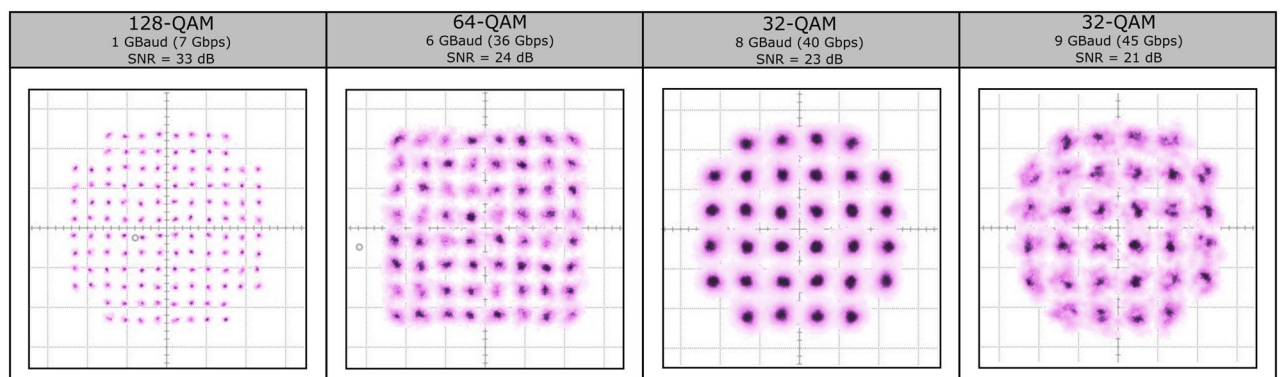 128-QAM
1 GBaud (7 Gbps)
SNR = 33 dB
64-QAM
6 GBaud (36 Gbps)
SNR = 24 dB
32-QAM
8 GBaud (40 Gbps)
SNR = 23 dB
32-QAM
9 GBaud (45 Gbps)
SNR = 21 dB